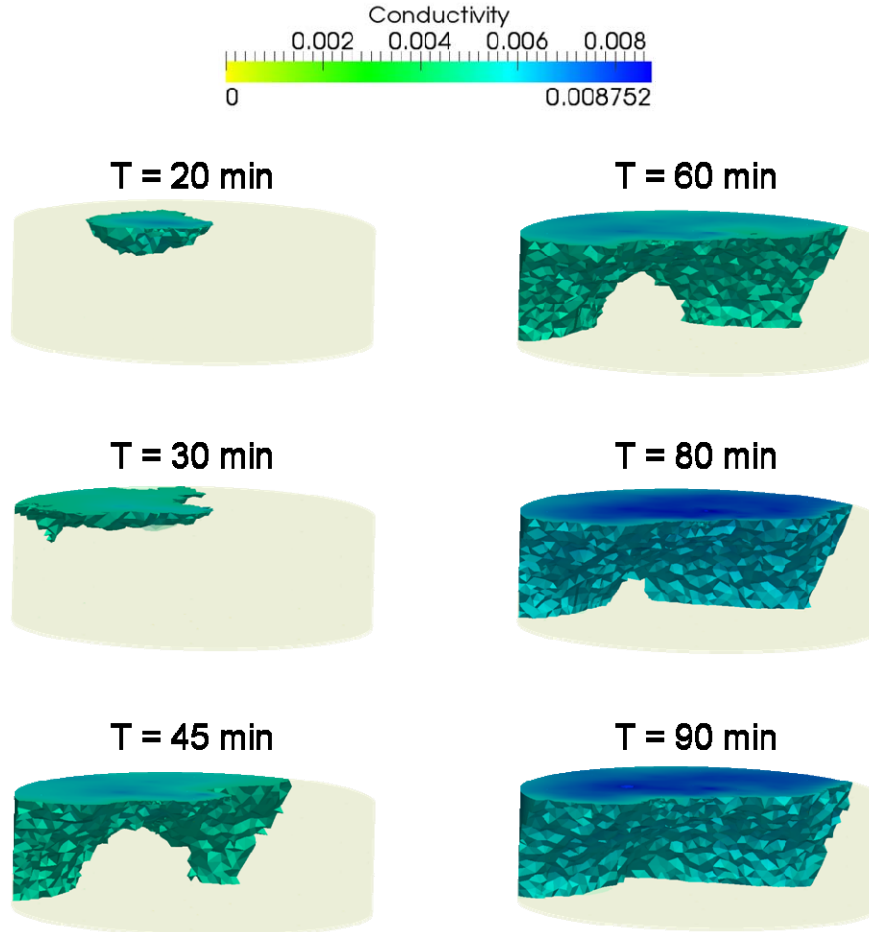 Conductivity
0.002 0.004 0.006 0.008
0 0.008752
T = 20 min
T = 60 min
T = 30 min
T = 80 min
T = 45 min
T = 90 min